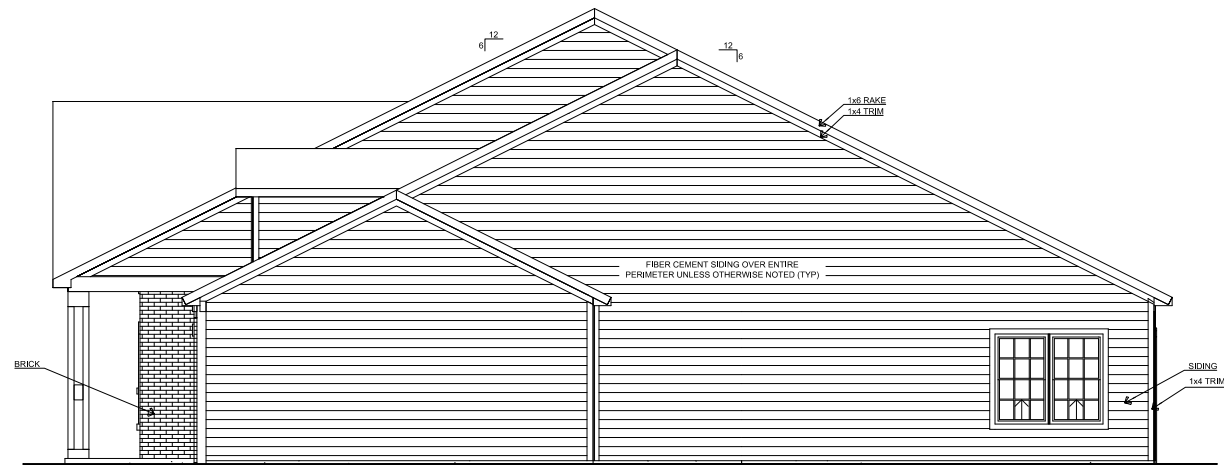 12
6
12
6
1x6 RAKE
1x4 TRIM
FIBER CEMENT SIDING OVER ENTIRE
PERIMETER UNLESS OTHERWISE NOTED (TYP)
BRICK
SIDING
1x4 TRIM